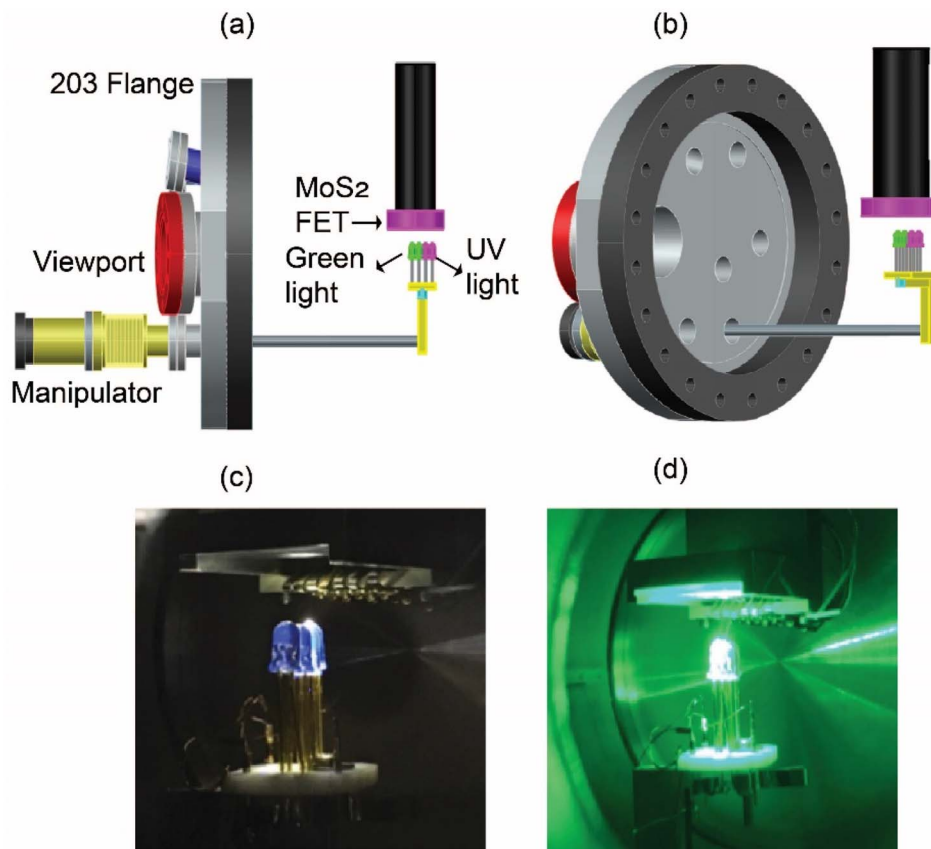 (a)
(b)
203 Flange
MoS2
FET
Green
light
UV
light
Viewport
Manipulator
(c)
(d)